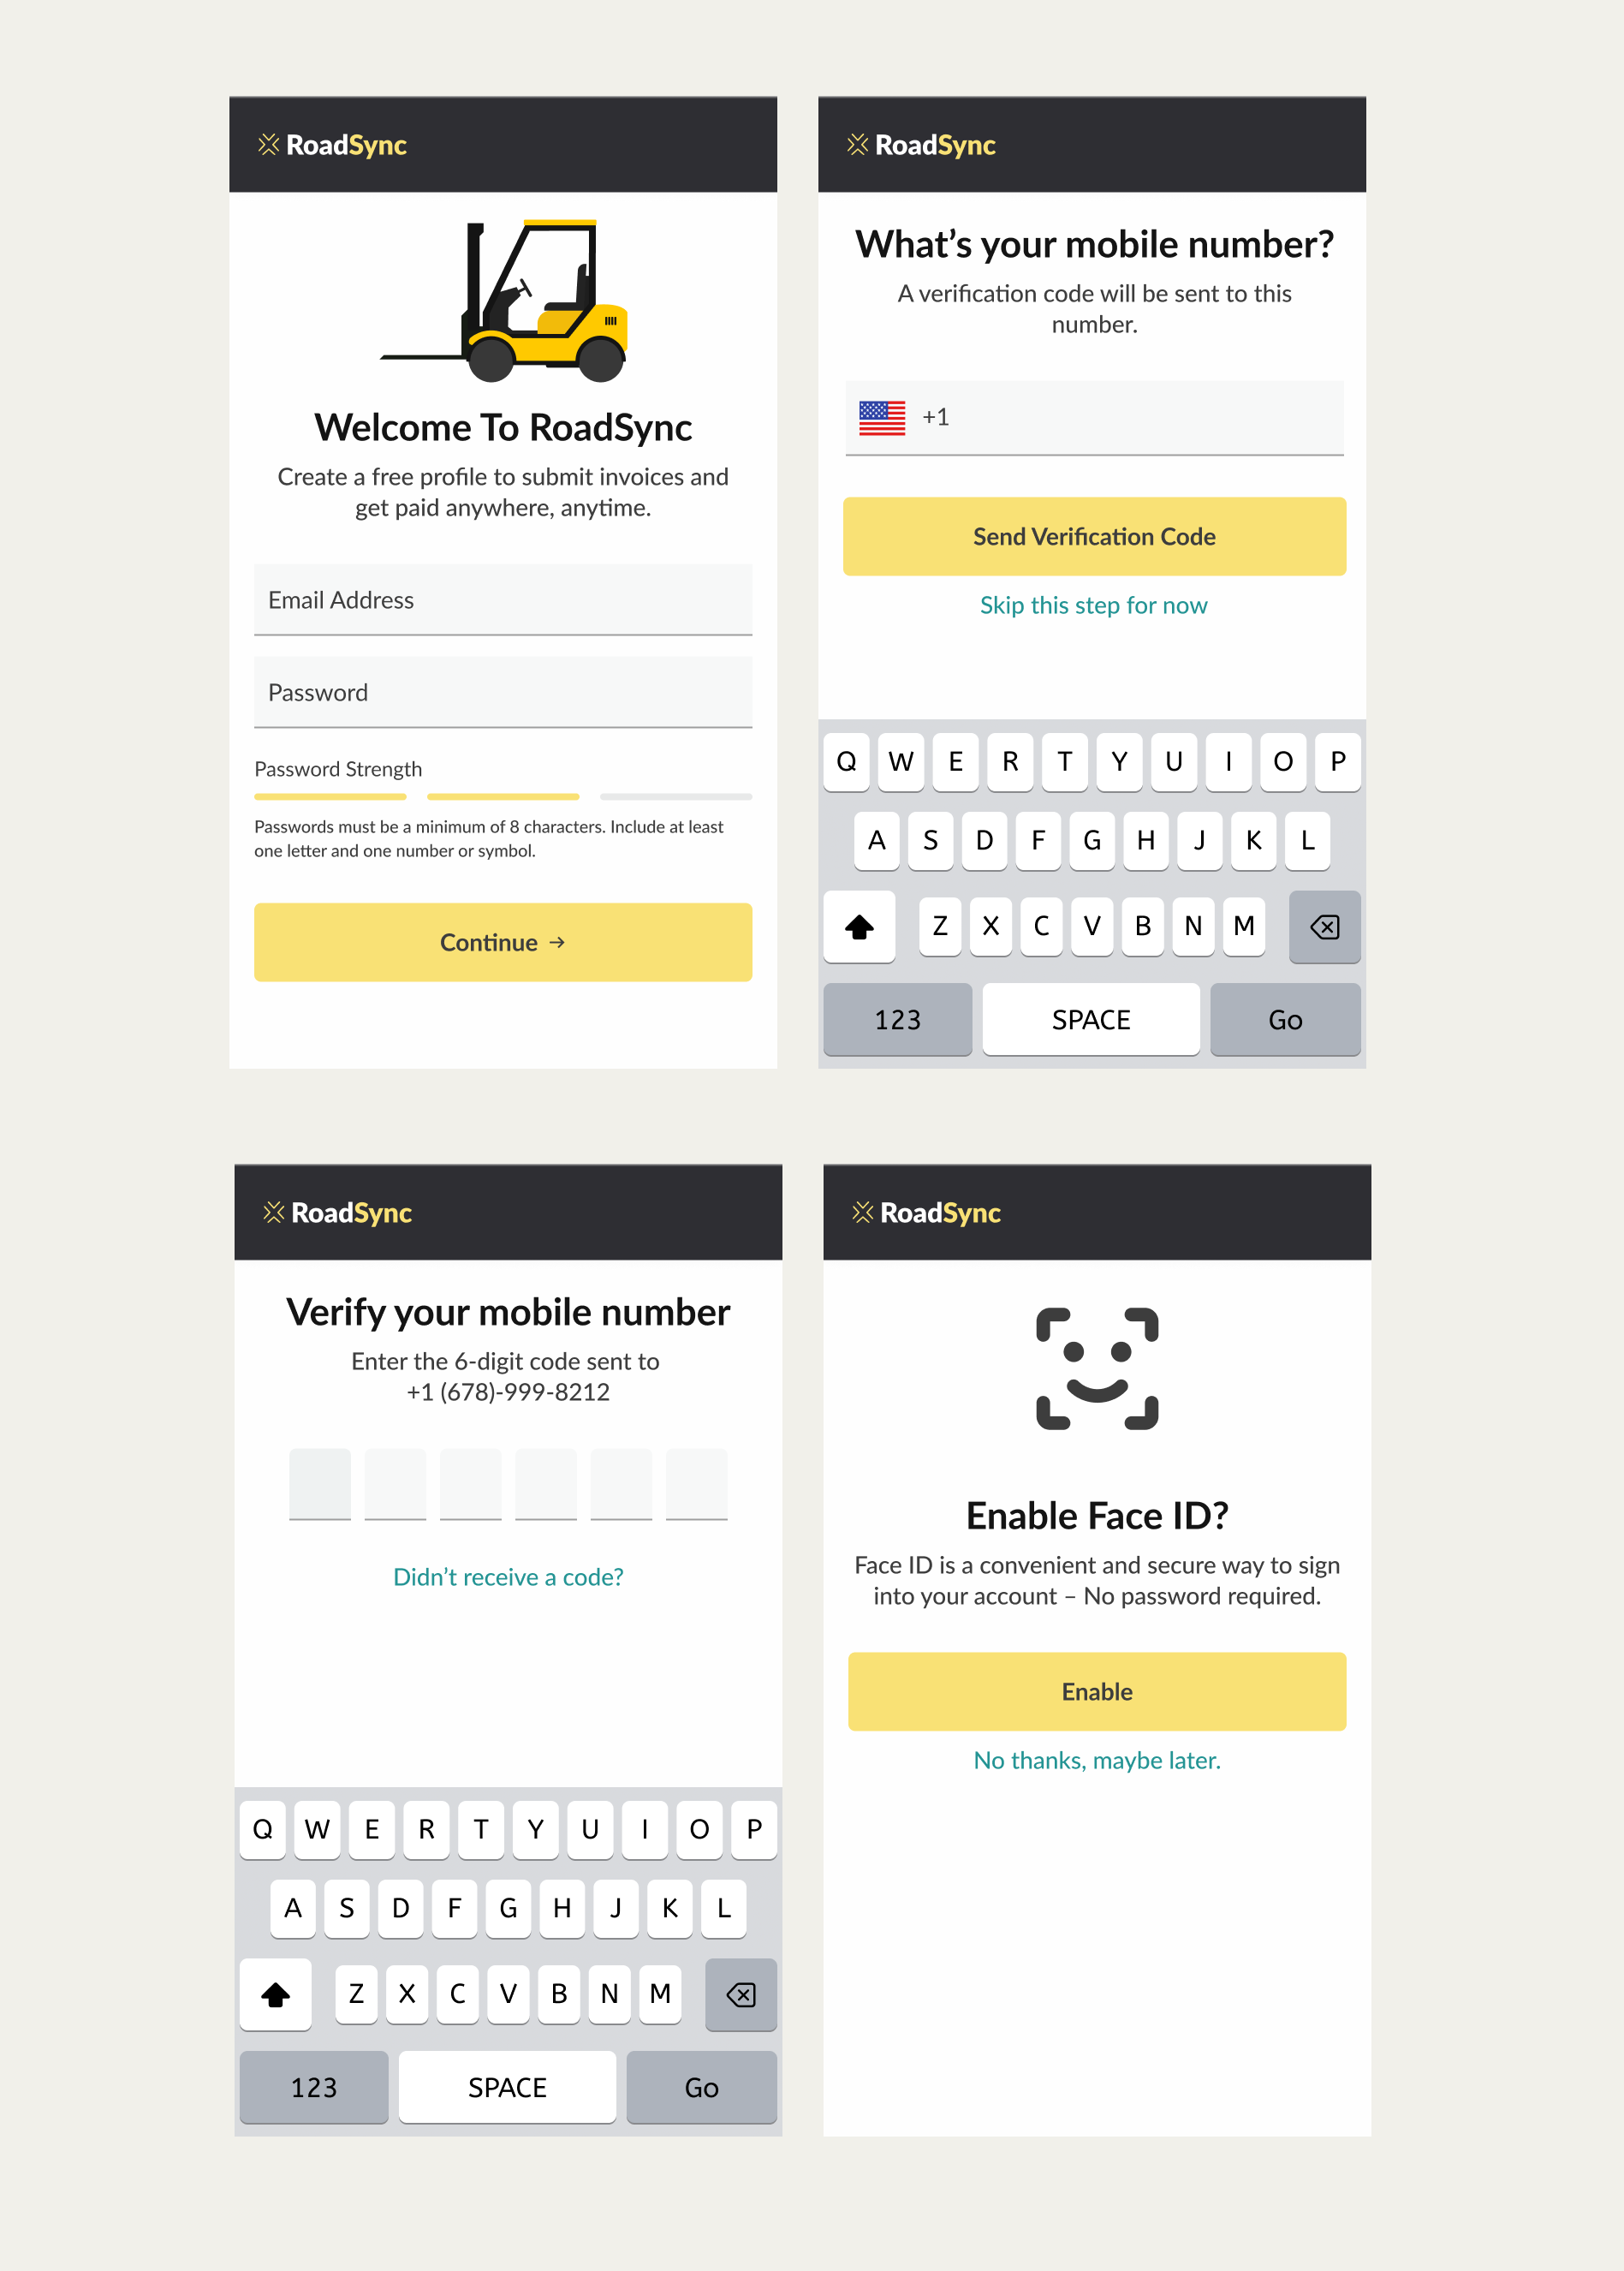 RoadSync
Welcome To RoadSync
Create a free profile to submit invoices and
get paid anywhere, anytime.
Email Address
Password
Password Strength
Passwords must be a minimum of 8 characters. Include at least
one letter and one number or symbol.
Continue →
RoadSync
What’s your mobile number?
A verification code will be sent to this
number.
+1
Send Verification Code
Skip this step for now
Q W E R T Y U I O P
A S D F G H J K L
Z X C V B N M
123 SPACE Go
RoadSync
Verify your mobile number
Enter the 6-digit code sent to
+1 (678)-999-8212
Didn’t receive a code?
Q W E R T Y U I O P
A S D F G H J K L
Z X C V B N M
123 SPACE Go
RoadSync
Enable Face ID?
Face ID is a convenient and secure way to sign
into your account – No password required.
Enable
No thanks, maybe later.